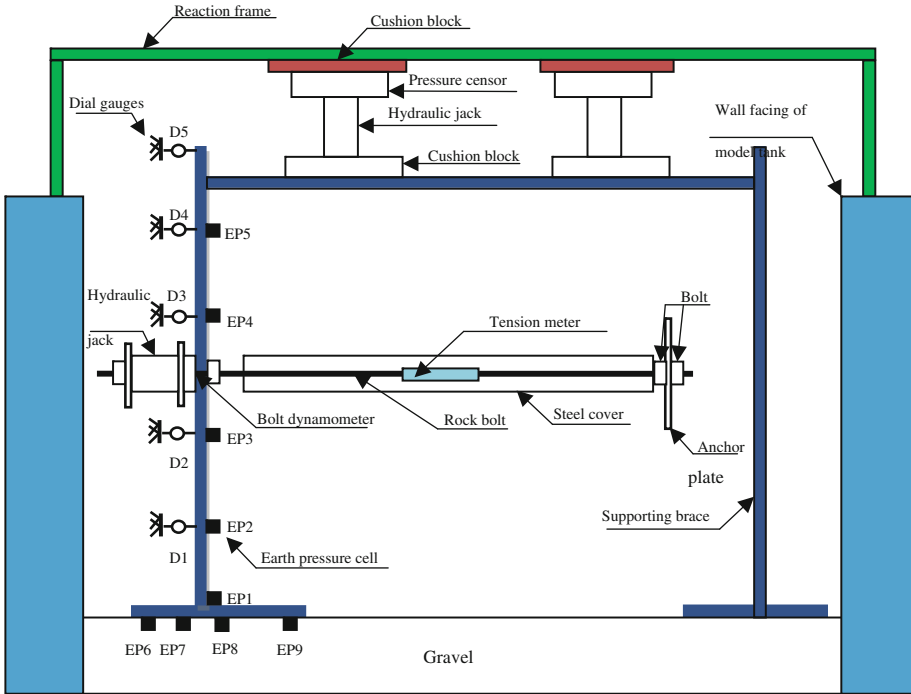 Reaction frame
Cushion block
Pressure censor
Dial gauges
Hydraulic jack
Wall facing of
model tank
D5
Cushion block
D4
EP5
D3
Hydraulic
jack
EP4
Bolt
Tension meter
Bolt dynamometer
Rock bolt
Steel cover
EP3
D2
Anchor
plate
EP2
Supporting brace
D1
Earth pressure cell
EP1
EP6
EP7
EP8
EP9
Gravel